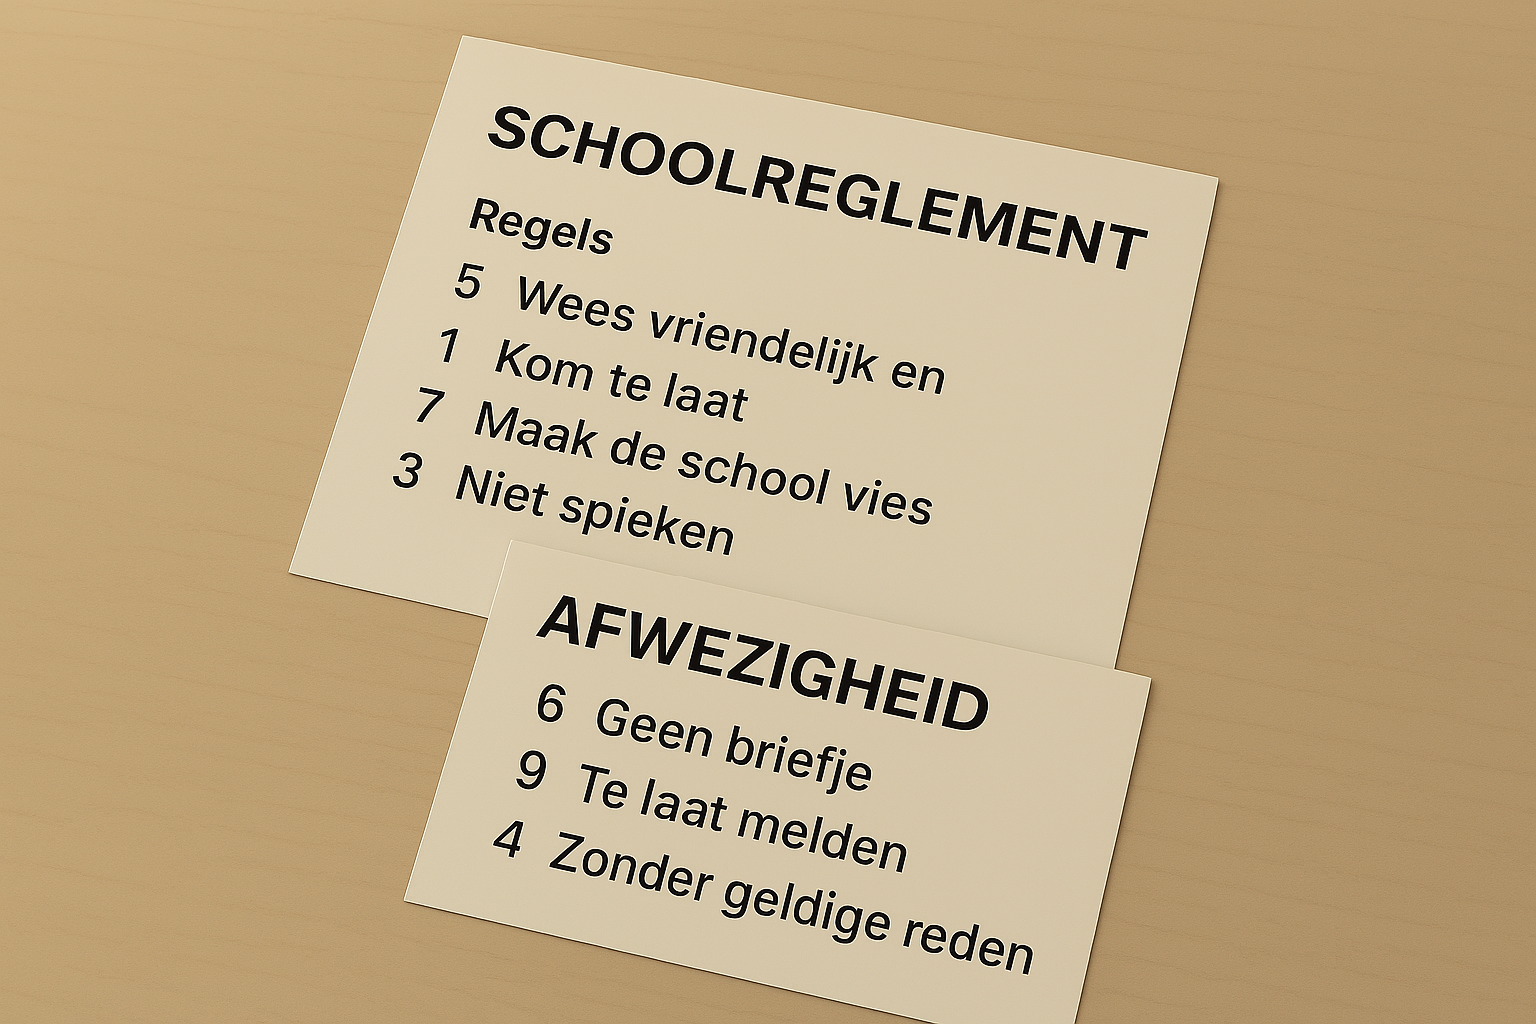 SCHOOLREGLEMENT
Regels
5 Wees vriendelijk en
1 Kom te laat
7 Maak de school vies
3 Niet spieken
AFWEZIGHEID
6 Geen briefje
9 Te laat melden
4 Zonder geldige reden